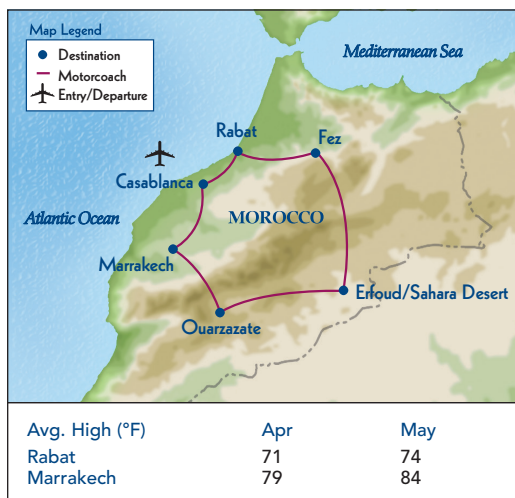 Map Legend
Destination
Motorcoach
Entry/Departure
Mediterranean Sea
Rabat
Fez
Casablanca
Atlantic Ocean
MOROCCO
Marrakech
Erfoud/Sahara Desert
Ouarzazate
Avg. High (°F) Apr May
Rabat 71 74
Marrakech 79 84